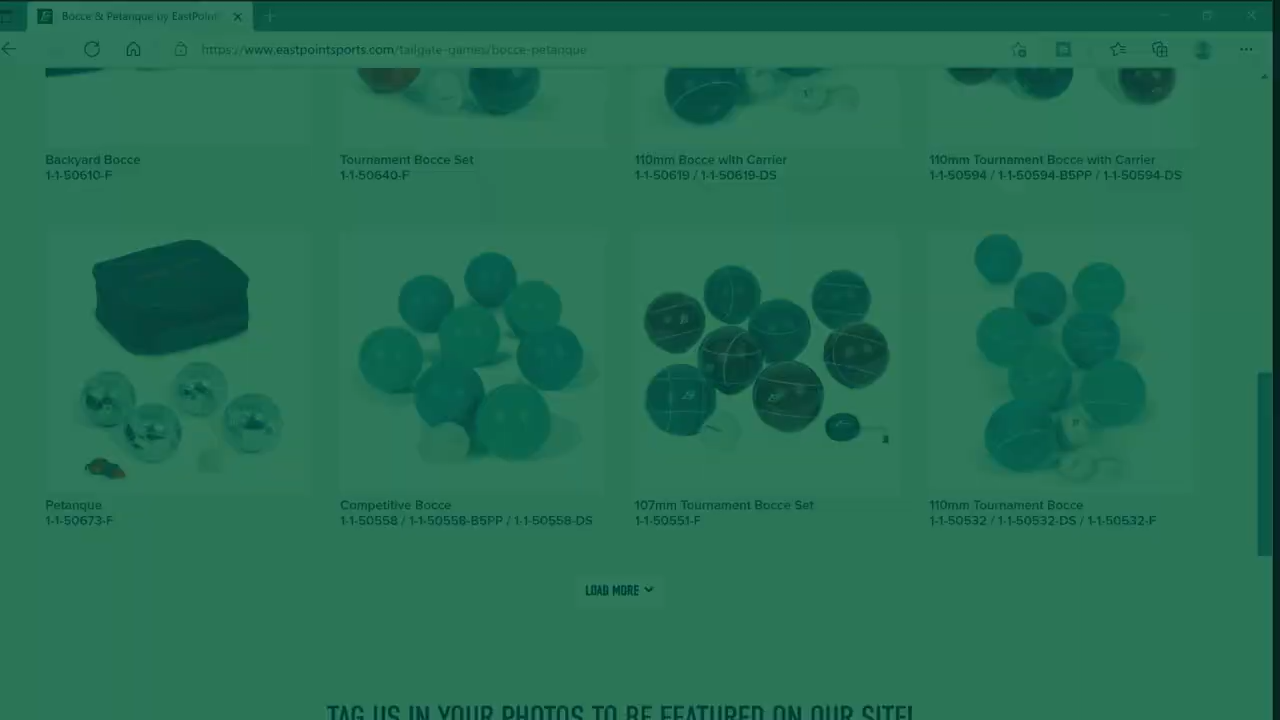 Bocce & Petanque by EastPoint
https://www.eastpointsports.com/tailgate-games/bocce-petanque
Backyard Bocce
1-1-50610-F
Tournament Bocce Set
1-1-50640-F
110mm Bocce with Carrier
1-1-50619 / 1-1-50619-DS
110mm Tournament Bocce with Carrier
1-1-50594 / 1-1-50594-B5PP / 1-1-50594-DS
Petanque
1-1-50673-F
Competitive Bocce
1-1-50558 / 1-1-50558-B5PP / 1-1-50558-DS
107mm Tournament Bocce Set
1-1-50551-F
110mm Tournament Bocce
1-1-50532 / 1-1-50532-DS / 1-1-50532-F
LOAD MORE
TAG US IN YOUR PHOTOS TO BE FEATURED ON OUR SITE!